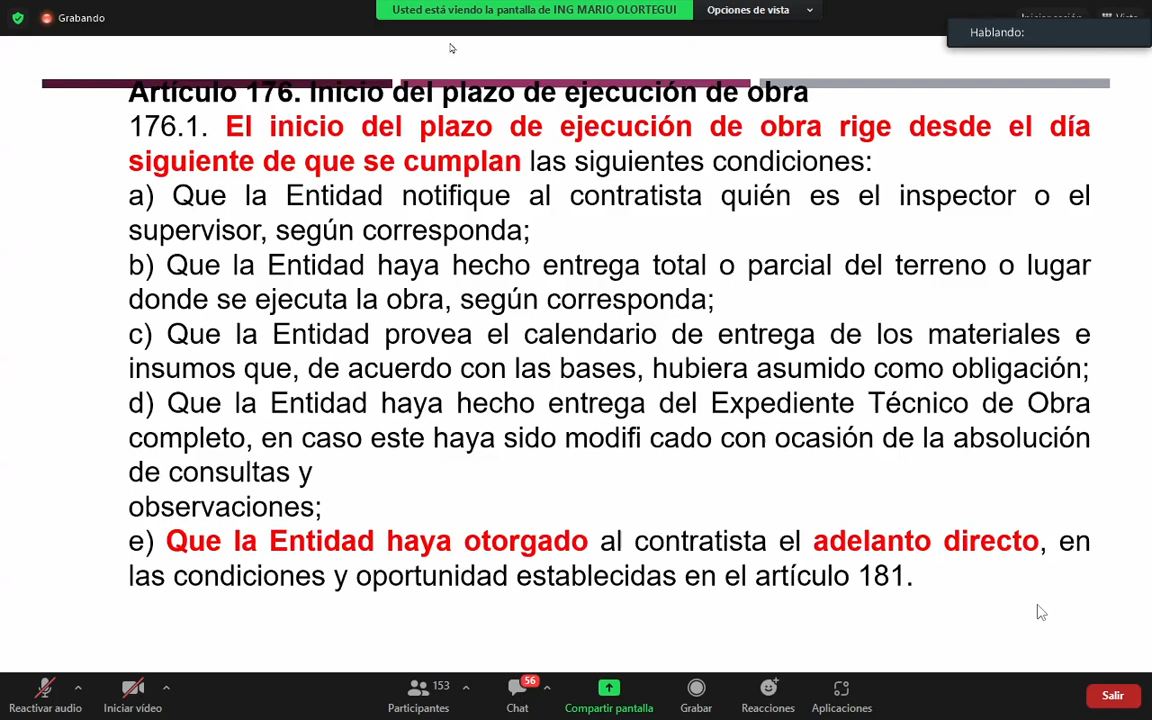 Grabando
Usted está viendo la pantalla de ING MARIO OLORTEGUI
Opciones de vista
Iniciar sesión
Vista
Hablando:
Artículo 176. Inicio del plazo de ejecución de obra
176.1. El inicio del plazo de ejecución de obra rige desde el día
siguiente de que se cumplan las siguientes condiciones:
a) Que la Entidad notifique al contratista quién es el inspector o el
supervisor, según corresponda;
b) Que la Entidad haya hecho entrega total o parcial del terreno o lugar
donde se ejecuta la obra, según corresponda;
c) Que la Entidad provea el calendario de entrega de los materiales e
insumos que, de acuerdo con las bases, hubiera asumido como obligación;
d) Que la Entidad haya hecho entrega del Expediente Técnico de Obra
completo, en caso este haya sido modifi cado con ocasión de la absolución
de consultas y
observaciones;
e) Que la Entidad haya otorgado al contratista el adelanto directo, en
las condiciones y oportunidad establecidas en el artículo 181.
153
56
Reactivar audio
Iniciar vídeo
Participantes
Chat
Compartir pantalla
Grabar
Reacciones
Aplicaciones
Salir